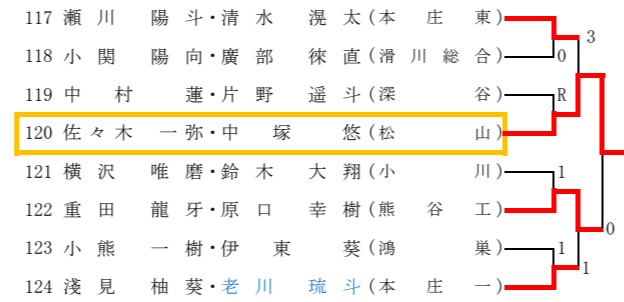 117 瀬川 陽斗・清水 滉太(本庄東) 3
118 小関 陽向・廣部 徠直(滑川総合) 0
119 中村 蓮・片野 遥斗(深谷) R
120 佐々木 一弥・中塚 悠(松山)
121 横沢 唯磨・鈴木 大翔(小川) 1
122 重田 龍牙・原口 幸樹(熊谷工) 0
123 小熊 一樹・伊東 葵(鴻巣) 1
124 淺見 柚葵・老川 琉斗(本庄一) 1